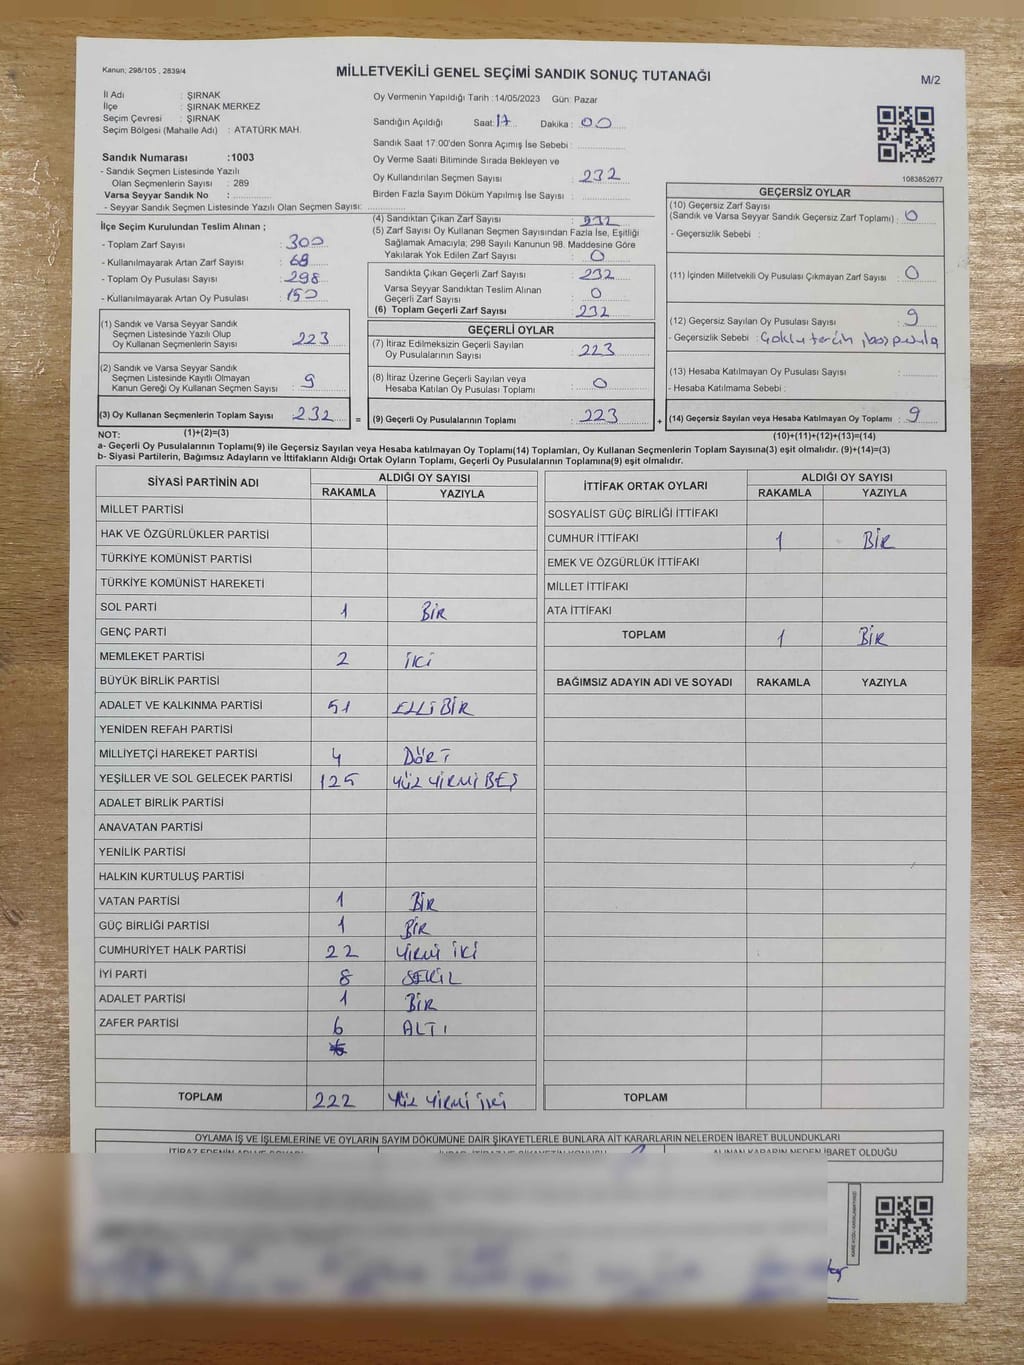 Kanun; 298/105 , 2839/4
MİLLETVEKİLİ GENEL SEÇİMİ SANDIK SONUÇ TUTANAĞI
M/2
İl Adı : ŞIRNAK
İlçe : ŞIRNAK MERKEZ
Seçim Çevresi : ŞIRNAK
Seçim Bölgesi (Mahalle Adı) : ATATÜRK MAH.
Sandık Numarası :1003
- Sandık Seçmen Listesinde Yazılı
Olan Seçmenlerin Sayısı : 289
Varsa Seyyar Sandık No :
- Seyyar Sandık Seçmen Listesinde Yazılı Olan Seçmen Sayısı:
Oy Vermenin Yapıldığı Tarih :14/05/2023 Gün: Pazar
Sandığın Açıldığı Saat: 17 Dakika : 00
Sandık Saat 17:00'den Sonra Açımış İse Sebebi :
Oy Verme Saati Bitiminde Sırada Bekleyen ve
Oy Kullandırılan Seçmen Sayısı : 232
Birden Fazla Sayım Döküm Yapılmış İse Sayısı :
1083852677
İlçe Seçim Kurulundan Teslim Alınan ;
- Toplam Zarf Sayısı : 300
- Kullanılmayarak Artan Zarf Sayısı : 68
- Toplam Oy Pusulası Sayısı : 298
- Kullanılmayarak Artan Oy Pusulası : 150
(4) Sandıktan Çıkan Zarf Sayısı : 232
(5) Zarf Sayısı Oy Kullanan Seçmen Sayısından Fazla İse, Eşitliği
Sağlamak Amacıyla; 298 Sayılı Kanunun 98. Maddesine Göre
Yakılarak Yok Edilen Zarf Sayısı : 0
Sandıkta Çıkan Geçerli Zarf Sayısı : 232
Varsa Seyyar Sandıktan Teslim Alınan
Geçerli Zarf Sayısı : 0
(6) Toplam Geçerli Zarf Sayısı : 232
GEÇERSİZ OYLAR
(10) Geçersiz Zarf Sayısı
(Sandık ve Varsa Seyyar Sandık Geçersiz Zarf Toplamı) : 0
- Geçersizlik Sebebi :
(11) İçinden Milletvekili Oy Pusulası Çıkmayan Zarf Sayısı : 0
(12) Geçersiz Sayılan Oy Pusulası Sayısı : 9
- Geçersizlik Sebebi : Çoklu tercih, boş pusula
(13) Hesaba Katılmayan Oy Pusulası Sayısı :
- Hesaba Katılmama Sebebi :
(14) Geçersiz Sayılan veya Hesaba Katılmayan Oy Toplamı : 9
(10)+(11)+(12)+(13)=(14)
(1) Sandık ve Varsa Seyyar Sandık
Seçmen Listesinde Yazılı Olup
Oy Kullanan Seçmenlerin Sayısı : 223
(2) Sandık ve Varsa Seyyar Sandık
Seçmen Listesinde Kayıtlı Olmayan
Kanun Gereği Oy Kullanan Seçmen Sayısı : 9
(3) Oy Kullanan Seçmenlerin Toplam Sayısı : 232 =
(1)+(2)=(3)
GEÇERLİ OYLAR
(7) İtiraz Edilmeksizin Geçerli Sayılan
Oy Pusulalarının Sayısı : 223
(8) İtiraz Üzerine Geçerli Sayılan veya
Hesaba Katılan Oy Pusulaları Toplamı : 0
(9) Geçerli Oy Pusulalarının Toplamı : 223 +
NOT:
a- Geçerli Oy Pusulalarının Toplamı(9) ile Geçersiz Sayılan veya Hesaba katılmayan Oy Toplamı(14) Toplamları, Oy Kullanan Seçmenlerin Toplam Sayısına(3) eşit olmalıdır. (9)+(14)=(3)
b- Siyasi Partilerin, Bağımsız Adayların ve İttifakların Aldığı Ortak Oyların Toplamı, Geçerli Oy Pusulalarının Toplamına(9) eşit olmalıdır.
SİYASİ PARTİNİN ADI ALDIĞI OY SAYISI
RAKAMLA YAZIYLA
MİLLET PARTİSİ
HAK VE ÖZGÜRLÜKLER PARTİSİ
TÜRKİYE KOMÜNİST PARTİSİ
TÜRKİYE KOMÜNİST HAREKETİ
SOL PARTİ 1 BİR
GENÇ PARTİ
MEMLEKET PARTİSİ 2 İKİ
BÜYÜK BİRLİK PARTİSİ
ADALET VE KALKINMA PARTİSİ 51 ELLİ BİR
YENİDEN REFAH PARTİSİ
MİLLİYETÇİ HAREKET PARTİSİ 4 DÖRT
YEŞİLLER VE SOL GELECEK PARTİSİ 125 YÜZ YİRMİ BEŞ
ADALET BİRLİK PARTİSİ
ANAVATAN PARTİSİ
YENİLİK PARTİSİ
HALKIN KURTULUŞ PARTİSİ
VATAN PARTİSİ 1 BİR
GÜÇ BİRLİĞİ PARTİSİ 1 BİR
CUMHURİYET HALK PARTİSİ 22 YİRMİ İKİ
İYİ PARTİ 8 SEKİZ
ADALET PARTİSİ 1 BİR
ZAFER PARTİSİ 6 ALTI
TOPLAM 222 YÜZ YİRMİ İKİ
İTTİFAK ORTAK OYLARI ALDIĞI OY SAYISI
RAKAMLA YAZIYLA
SOSYALİST GÜÇ BİRLİĞİ İTTİFAKI
CUMHUR İTTİFAKI 1 BİR
EMEK VE ÖZGÜRLÜK İTTİFAKI
MİLLET İTTİFAKI
ATA İTTİFAKI
TOPLAM 1 BİR
BAĞIMSIZ ADAYIN ADI VE SOYADI RAKAMLA YAZIYLA
TOPLAM
OYLAMA İŞ VE İŞLEMLERİNE VE OYLARIN SAYIM DÖKÜMÜNE DAİR ŞİKAYETLERLE BUNLARA AİT KARARLARIN NELERDEN İBARET BULUNDUKLARI
ALINAN KARARIN NEDEN İBARET OLDUĞU